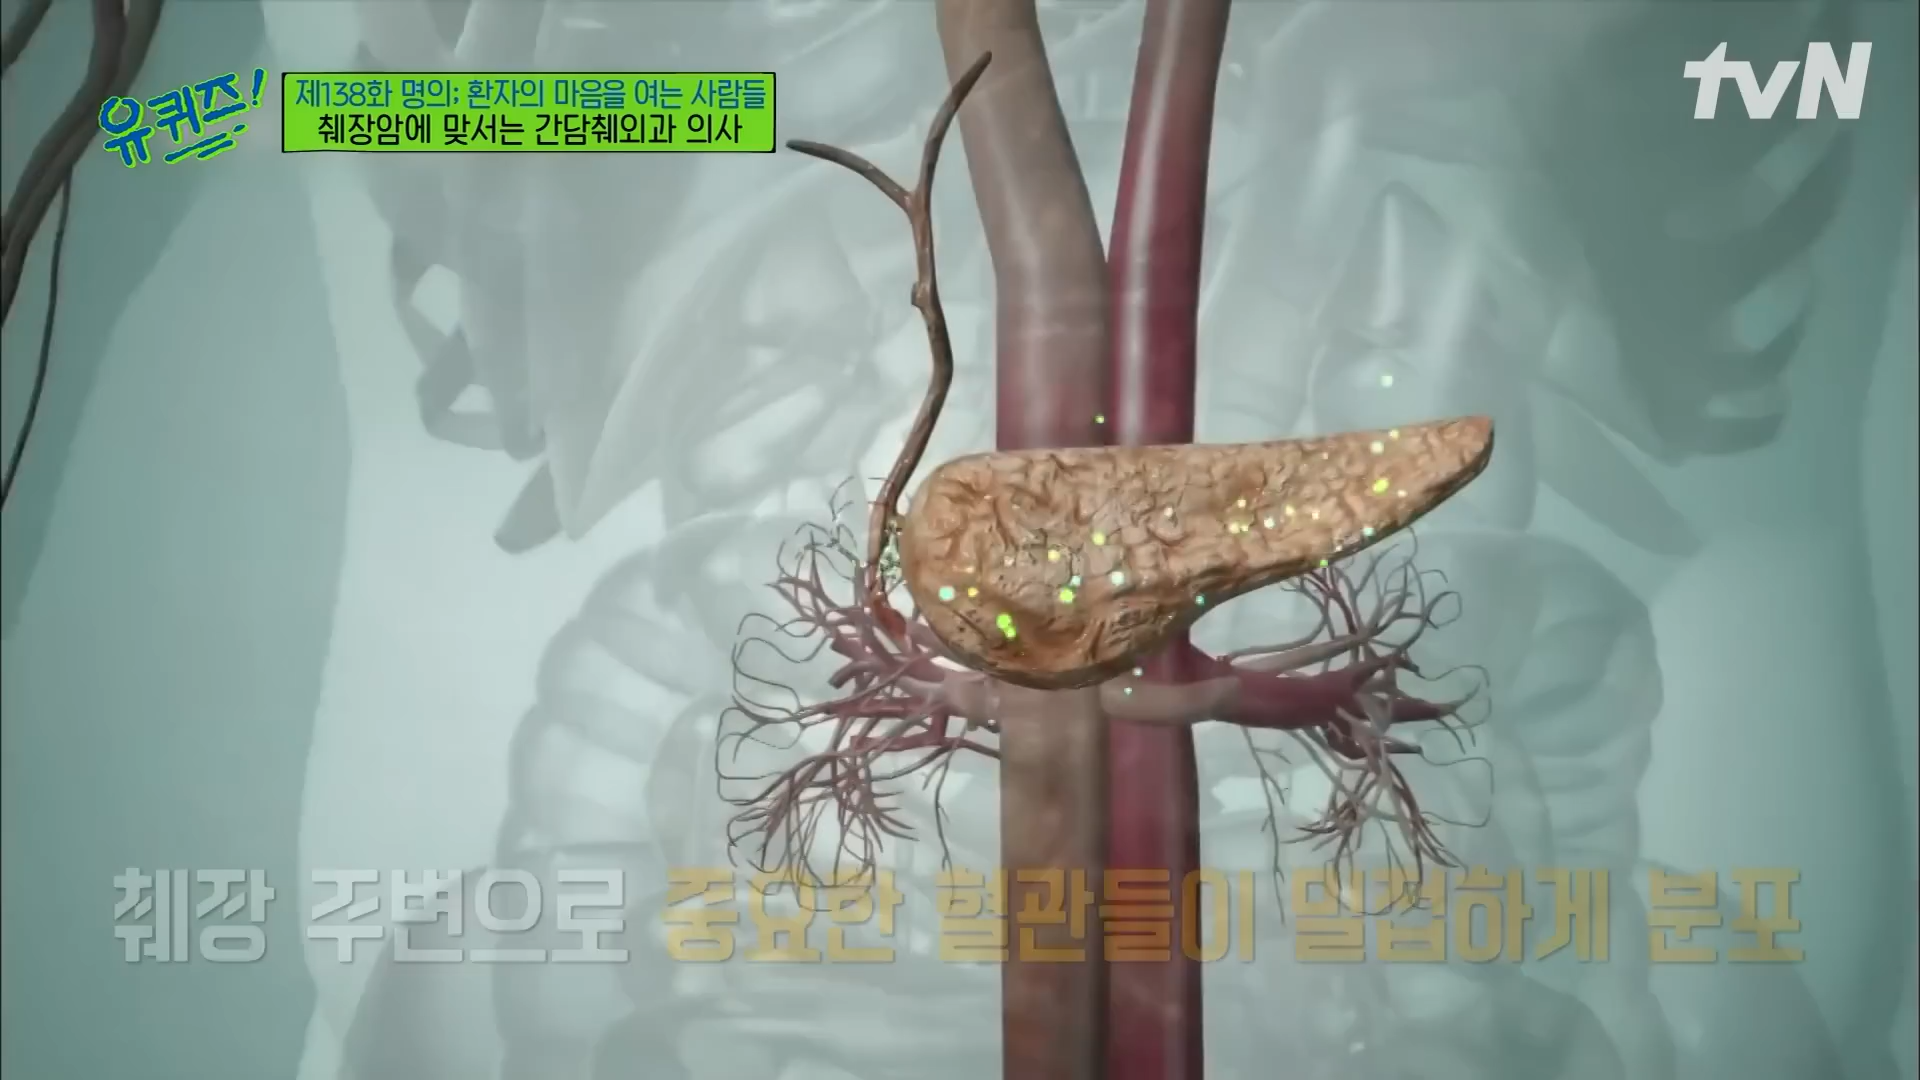 유퀴즈!
제138화 명의; 환자의 마음을 여는 사람들
췌장암에 맞서는 간담췌외과 의사
tvN
췌장 주변으로 중요한 혈관들이 밀접하게 분포